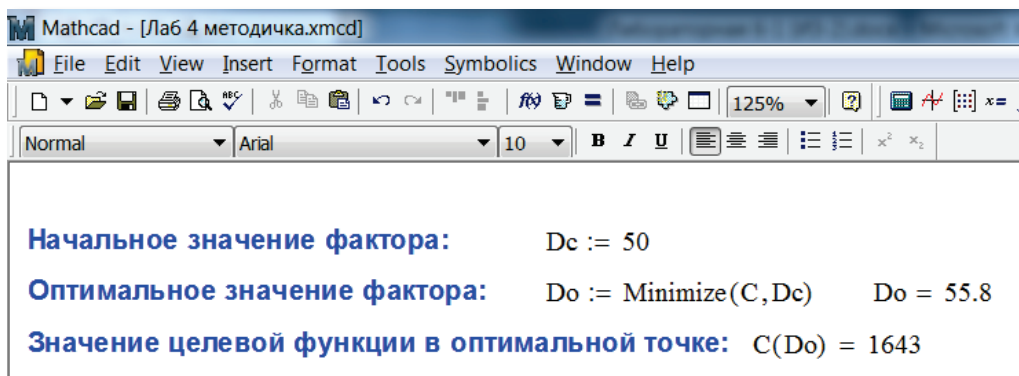 Mathcad - [Лаб 4 методичка.xmcd]
File Edit View Insert Format Tools Symbolics Window Help
125%
Normal Arial 10 B I U
Начальное значение фактора: Dc := 50
Оптимальное значение фактора: Do := Minimize(C,Dc) Do = 55.8
Значение целевой функции в оптимальной точке: C(Do) = 1643